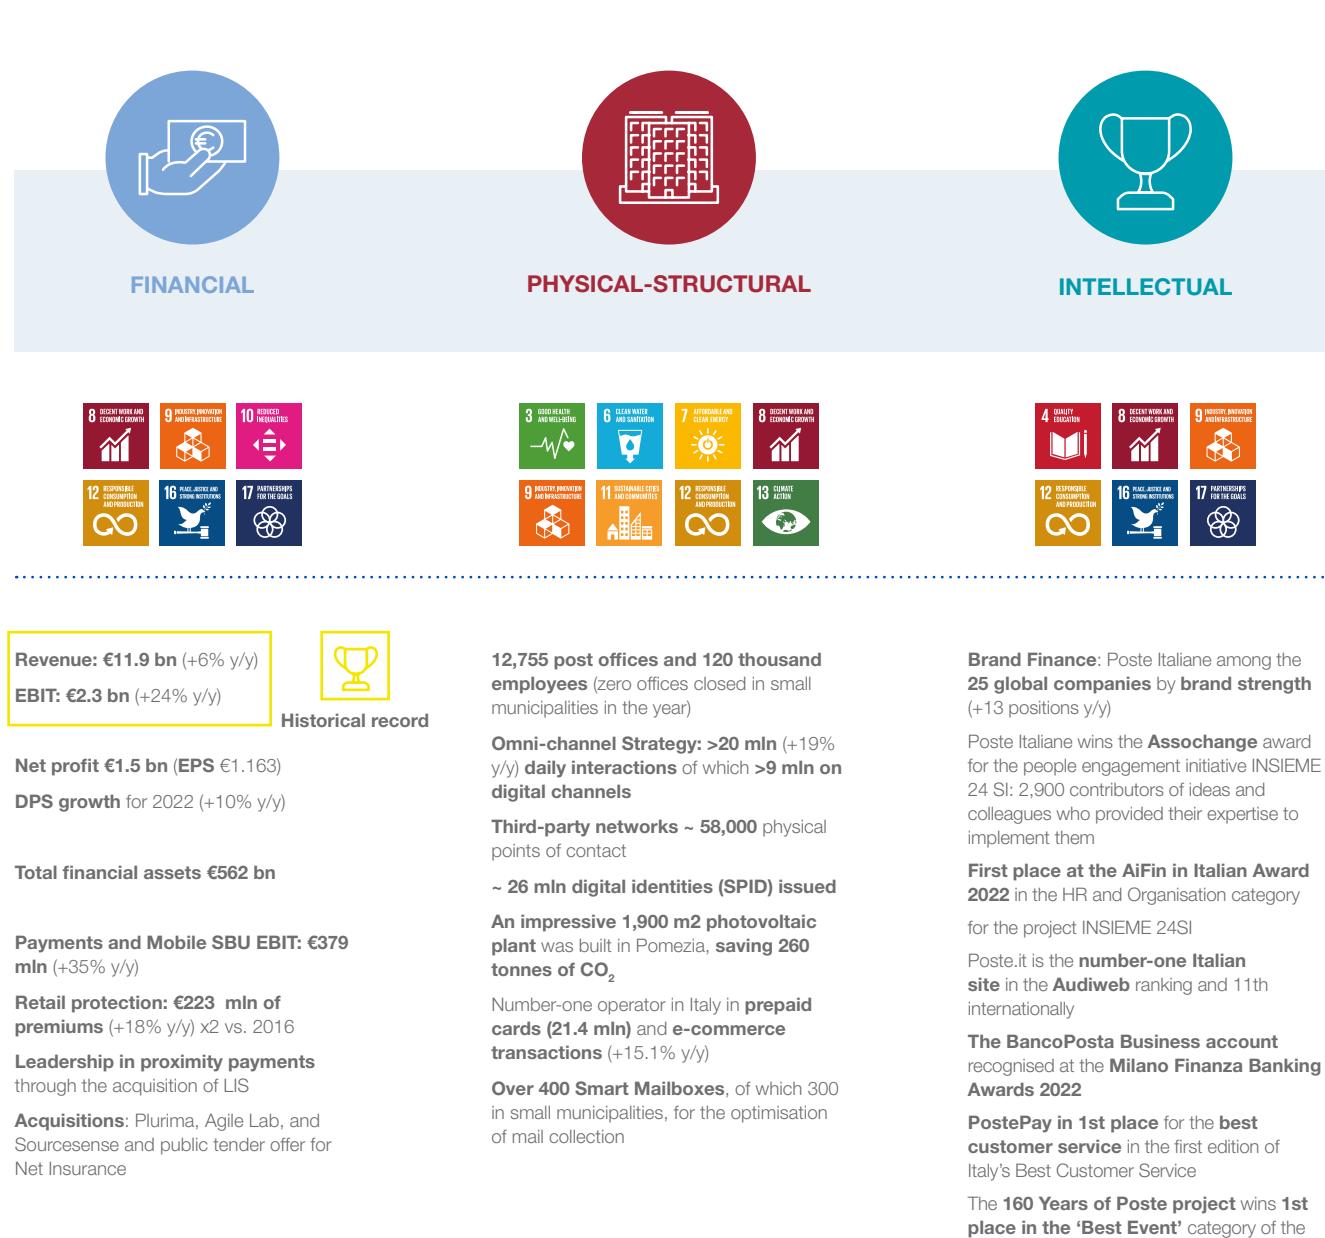 FINANCIAL
PHYSICAL-STRUCTURAL
INTELLECTUAL
8 DECENT WORK AND
ECONOMIC GROWTH
9 INDUSTRY, INNOVATION
AND INFRASTRUCTURE
10 REDUCED
INEQUALITIES
12 RESPONSIBLE
CONSUMPTION
AND PRODUCTION
16 PEACE, JUSTICE AND
STRONG INSTITUTIONS
17 PARTNERSHIPS
FOR THE GOALS
3 GOOD HEALTH
AND WELL-BEING
6 CLEAN WATER
AND SANITATION
7 AFFORDABLE AND
CLEAN ENERGY
8 DECENT WORK AND
ECONOMIC GROWTH
9 INDUSTRY, INNOVATION
AND INFRASTRUCTURE
11 SUSTAINABLE CITIES
AND COMMUNITIES
12 RESPONSIBLE
CONSUMPTION
AND PRODUCTION
13 CLIMATE
ACTION
4 QUALITY
EDUCATION
8 DECENT WORK AND
ECONOMIC GROWTH
9 INDUSTRY, INNOVATION
AND INFRASTRUCTURE
12 RESPONSIBLE
CONSUMPTION
AND PRODUCTION
16 PEACE, JUSTICE AND
STRONG INSTITUTIONS
17 PARTNERSHIPS
FOR THE GOALS
Revenue: €11.9 bn (+6% y/y)
EBIT: €2.3 bn (+24% y/y)
Historical record
Net profit €1.5 bn (EPS €1.163)
DPS growth for 2022 (+10% y/y)
Total financial assets €562 bn
Payments and Mobile SBU EBIT: €379
mln (+35% y/y)
Retail protection: €223 mln of
premiums (+18% y/y) x2 vs. 2016
Leadership in proximity payments
through the acquisition of LIS
Acquisitions: Plurima, Agile Lab, and
Sourcesense and public tender offer for
Net Insurance
12,755 post offices and 120 thousand
employees (zero offices closed in small
municipalities in the year)
Omni-channel Strategy: >20 mln (+19%
y/y) daily interactions of which >9 mln on
digital channels
Third-party networks ~ 58,000 physical
points of contact
~ 26 mln digital identities (SPID) issued
An impressive 1,900 m2 photovoltaic
plant was built in Pomezia, saving 260
tonnes of CO2
Number-one operator in Italy in prepaid
cards (21.4 mln) and e-commerce
transactions (+15.1% y/y)
Over 400 Smart Mailboxes, of which 300
in small municipalities, for the optimisation
of mail collection
Brand Finance: Poste Italiane among the
25 global companies by brand strength
(+13 positions y/y)
Poste Italiane wins the Assochange award
for the people engagement initiative INSIEME
24 SI: 2,900 contributors of ideas and
colleagues who provided their expertise to
implement them
First place at the AiFin in Italian Award
2022 in the HR and Organisation category
for the project INSIEME 24SI
Poste.it is the number-one Italian
site in the Audiweb ranking and 11th
internationally
The BancoPosta Business account
recognised at the Milano Finanza Banking
Awards 2022
PostePay in 1st place for the best
customer service in the first edition of
Italy's Best Customer Service
The 160 Years of Poste project wins 1st
place in the ‘Best Event’ category of the